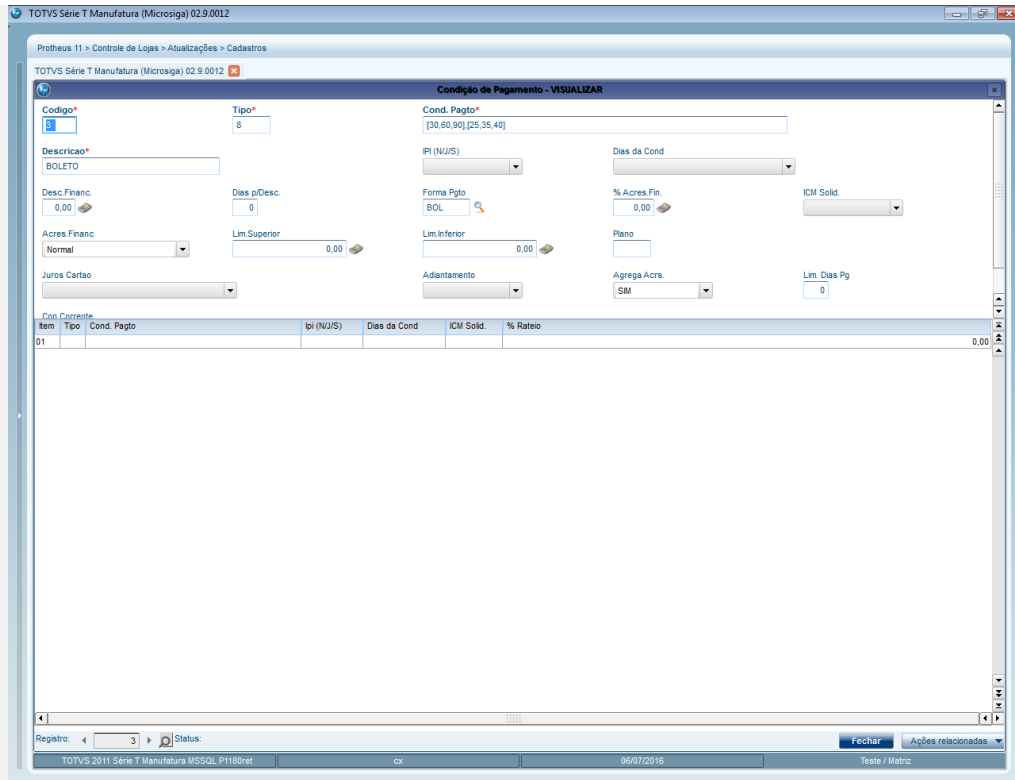 TOTVS Série T Manufatura (Microsiga) 02.9.0012
Protheus 11 > Controle de Lojas > Atualizações > Cadastros
TOTVS Série T Manufatura (Microsiga) 02.9.0012
Condição de Pagamento - VISUALIZAR
Codigo* Tipo* Cond. Pagto*
3 8 [30,60,90],[25,35,40]
Descricao* IPI (N/J/S) Dias da Cond
BOLETO
Desc.Financ. Dias p/Desc. Forma Pgto % Acres.Fin. ICM Solid.
0,00 0 BOL 0,00
Acres.Financ Lim.Superior Lim.Inferior Plano
Normal 0,00 0,00
Juros Cartao Adiantamento Agrega Acrs. Lim. Dias Pg
SIM 0
Con Corrente
Item Tipo Cond. Pagto Ipi (N/J/S) Dias da Cond ICM Solid. % Rateio
01 0,00
Registro: 3 Status: Fechar Ações relacionadas
TOTVS 2011 Série T Manufatura MSSQL P1180ret cx 06/07/2016 Teste / Matriz